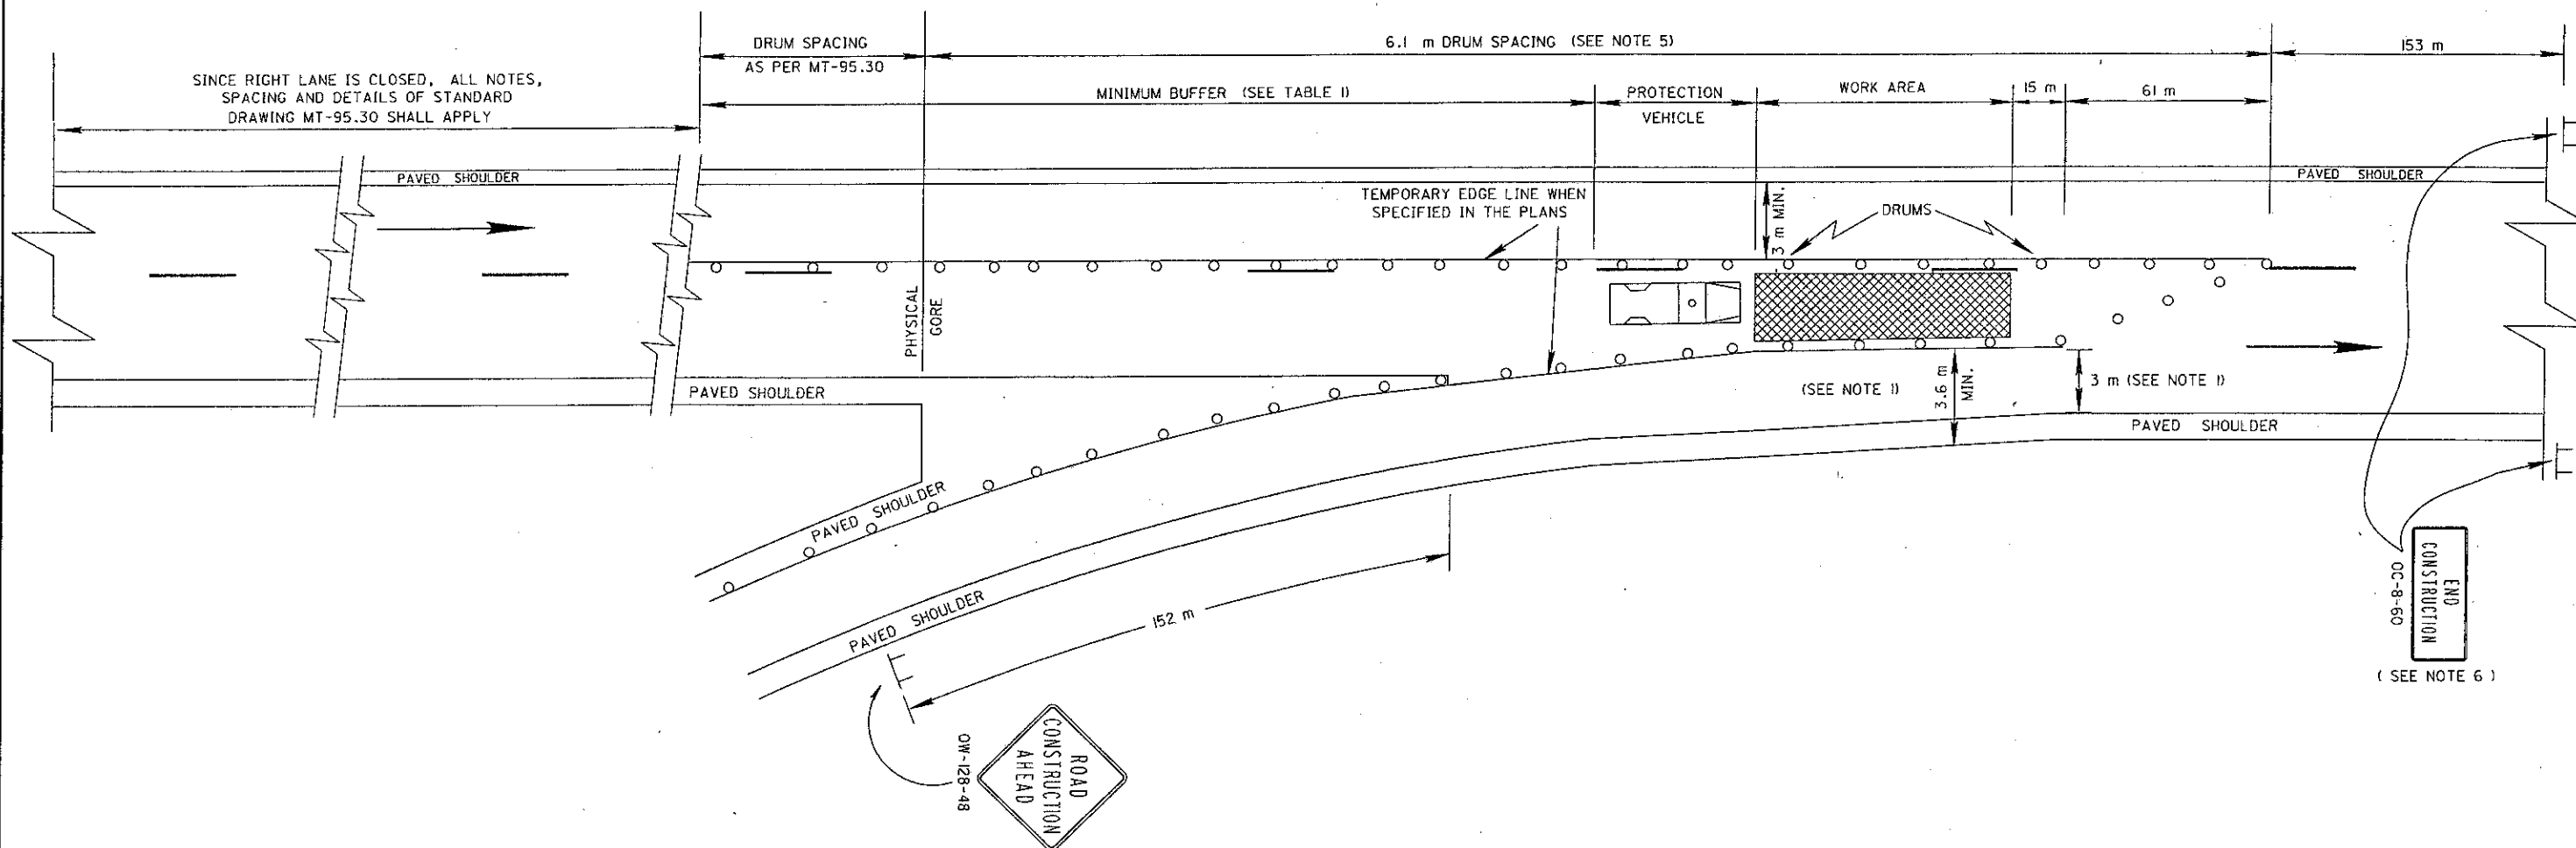 DRUM SPACING
AS PER MT-95.30
6.1 m DRUM SPACING (SEE NOTE 5)
153 m
SINCE RIGHT LANE IS CLOSED, ALL NOTES,
SPACING AND DETAILS OF STANDARD
DRAWING MT-95.30 SHALL APPLY
MINIMUM BUFFER (SEE TABLE I)
PROTECTION
VEHICLE
WORK AREA
15 m
61 m
PAVED SHOULDER
PAVED SHOULDER
TEMPORARY EDGE LINE WHEN
SPECIFIED IN THE PLANS
3 m MIN.
DRUMS
PHYSICAL
GORE
PAVED SHOULDER
(SEE NOTE 1)
3.6 m
MIN.
3 m (SEE NOTE 1)
PAVED SHOULDER
PAVED SHOULDER
PAVED SHOULDER
152 m
END
CONSTRUCTION
OC-8-60
( SEE NOTE 6 )
ROAD
CONSTRUCTION
AHEAD
OW-128-48